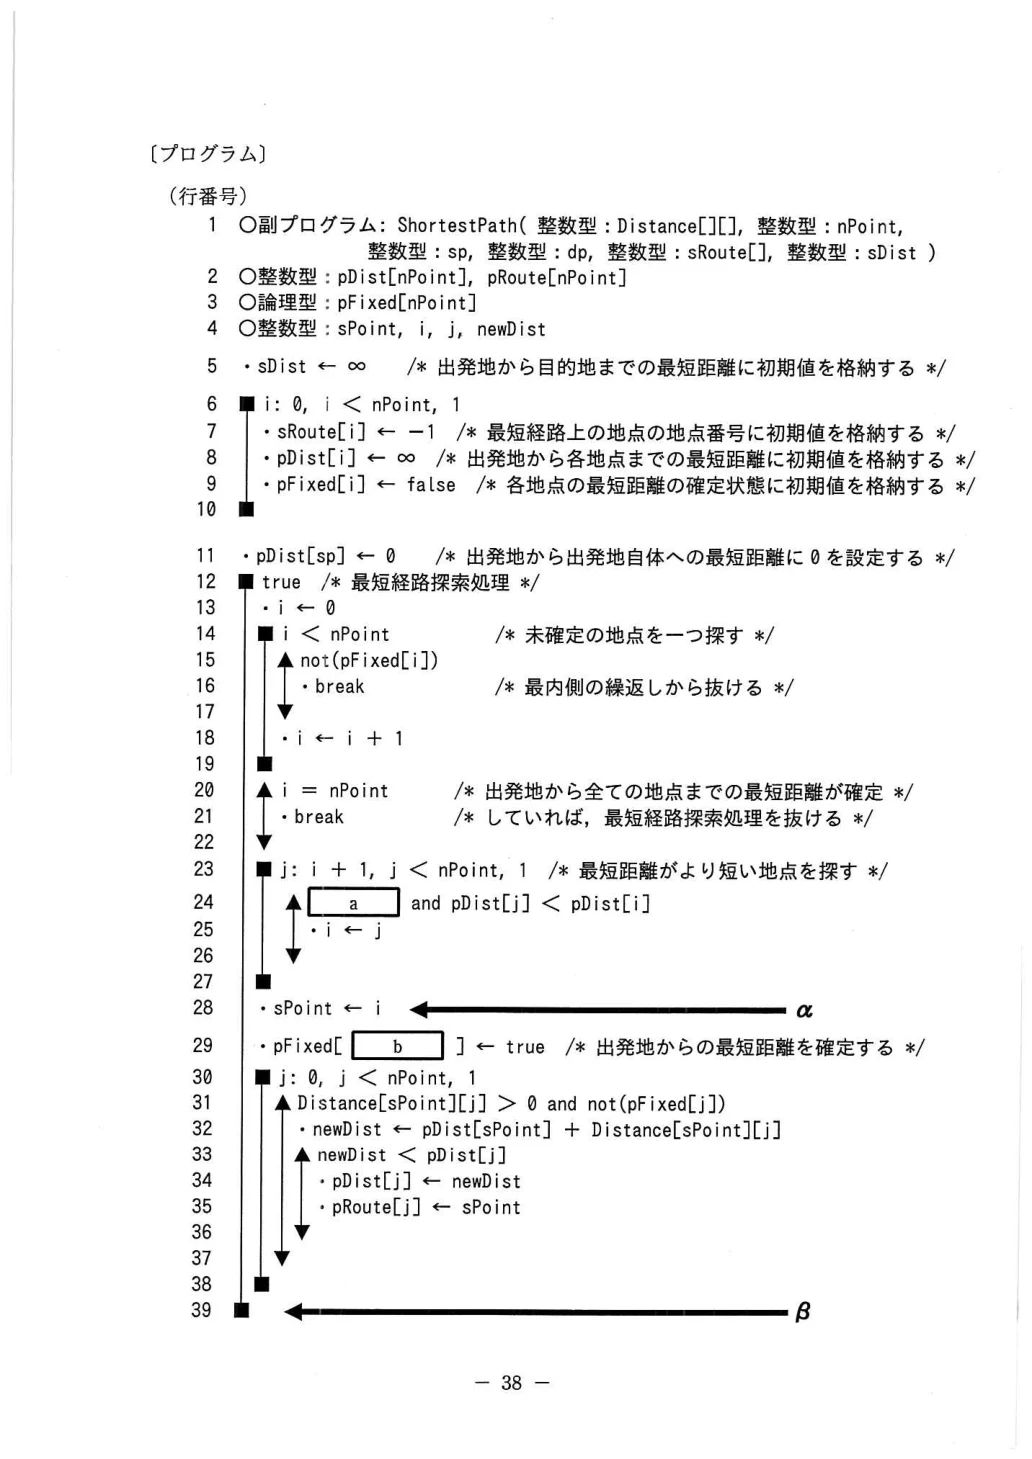 〔プログラム〕
（行番号）
1 ○副プログラム: ShortestPath( 整数型:Distance[][], 整数型:nPoint,
整数型:sp, 整数型:dp, 整数型:sRoute[], 整数型:sDist )
2 ○整数型:pDist[nPoint], pRoute[nPoint]
3 ○論理型:pFixed[nPoint]
4 ○整数型:sPoint, i, j, newDist
5 ・sDist ← ∞ /* 出発地から目的地までの最短距離に初期値を格納する */
6 ■ i: 0, i < nPoint, 1
7 ・sRoute[i] ← −1 /* 最短経路上の地点の地点番号に初期値を格納する */
8 ・pDist[i] ← ∞ /* 出発地から各地点までの最短距離に初期値を格納する */
9 ・pFixed[i] ← false /* 各地点の最短距離の確定状態に初期値を格納する */
10 ■
11 ・pDist[sp] ← 0 /* 出発地から出発地自体への最短距離に 0 を設定する */
12 ■ true /* 最短経路探索処理 */
13 ・i ← 0
14 ■ i < nPoint /* 未確定の地点を一つ探す */
15 ▲ not(pFixed[i])
16 ・break /* 最内側の繰返しから抜ける */
17 ▼
18 ・i ← i + 1
19 ■
20 ▲ i = nPoint /* 出発地から全ての地点までの最短距離が確定 */
21 ・break /* していれば，最短経路探索処理を抜ける */
22 ▼
23 ■ j: i + 1, j < nPoint, 1 /* 最短距離がより短い地点を探す */
24 ▲ a and pDist[j] < pDist[i]
25 ・i ← j
26 ▼
27 ■
28 ・sPoint ← i ← α
29 ・pFixed[ b ] ← true /* 出発地からの最短距離を確定する */
30 ■ j: 0, j < nPoint, 1
31 ▲ Distance[sPoint][j] > 0 and not(pFixed[j])
32 ・newDist ← pDist[sPoint] + Distance[sPoint][j]
33 ▲ newDist < pDist[j]
34 ・pDist[j] ← newDist
35 ・pRoute[j] ← sPoint
36 ▼
37 ▼
38 ■
39 ■ ← β
− 38 −